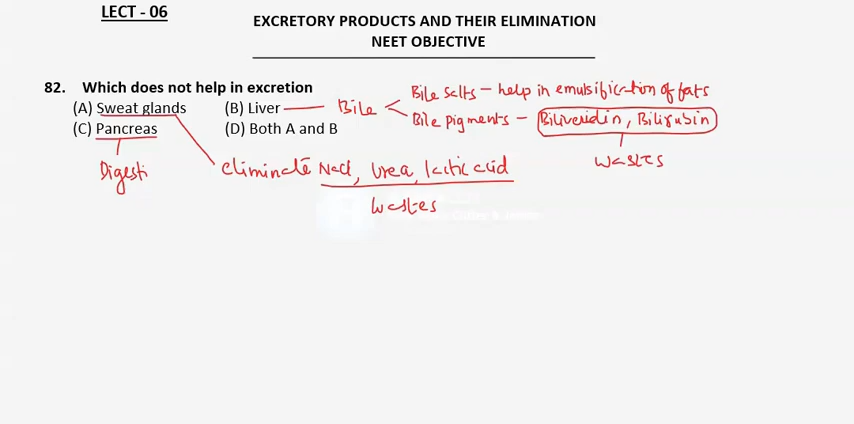 LECT - 06
EXCRETORY PRODUCTS AND THEIR ELIMINATION
NEET OBJECTIVE
82. Which does not help in excretion
Bile Salts - help in emulsification of fats
(A) Sweat glands (B) Liver Bile
Bile pigments - Biliveridin, Bilirubin
(C) Pancreas (D) Both A and B
wastes
Digesti eliminate Nacl, Urea, lactic acid
wastes